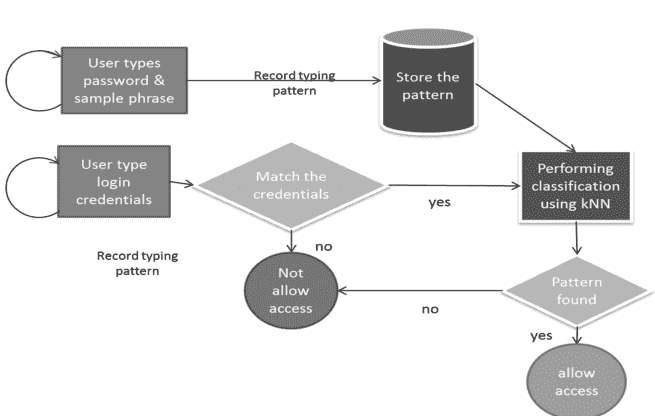 User types
password &
sample phrase
Record typing
pattern
Store the
pattern
User type
login
credentials
Match the
credentials
yes
Performing
classification
using kNN
Record typing
pattern
no
Not
allow
access
no
Pattern
found
yes
allow
access